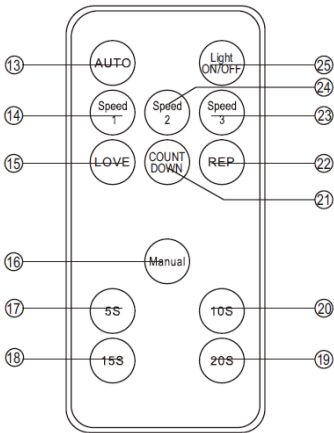 13 AUTO Light ON/OFF 25
24
14 Speed 1 Speed 2 Speed 3 23
15 LOVE COUNT DOWN REP 22
21
16 Manual
17 5S 10S 20
18 15S 20S 19